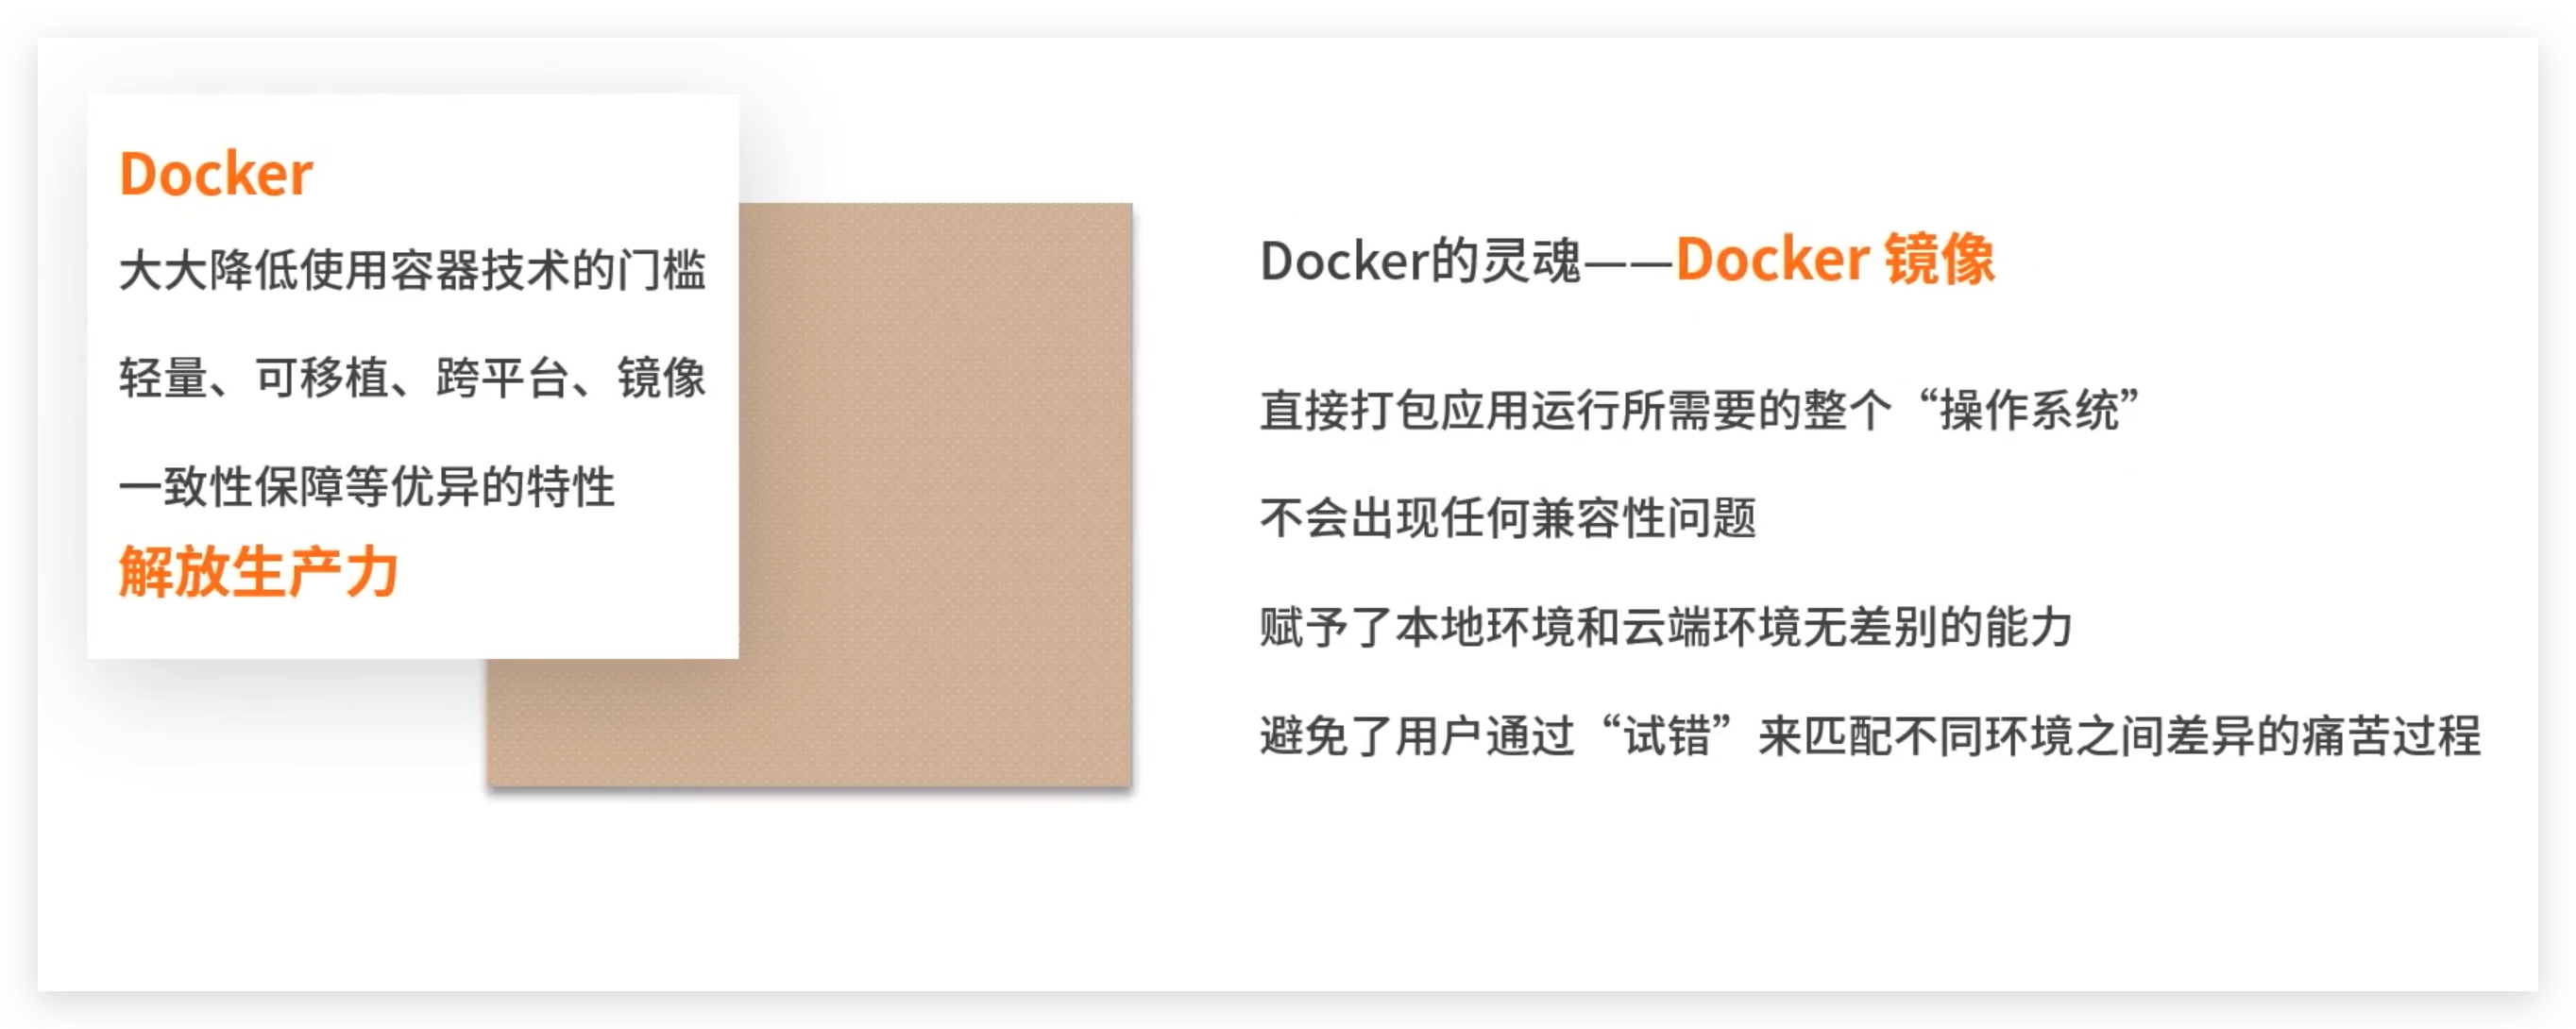 Docker
大大降低使用容器技术的门槛
轻量、可移植、跨平台、镜像
一致性保障等优异的特性
解放生产力
Docker的灵魂——Docker 镜像
直接打包应用运行所需要的整个“操作系统”
不会出现任何兼容性问题
赋予了本地环境和云端环境无差别的能力
避免了用户通过“试错”来匹配不同环境之间差异的痛苦过程